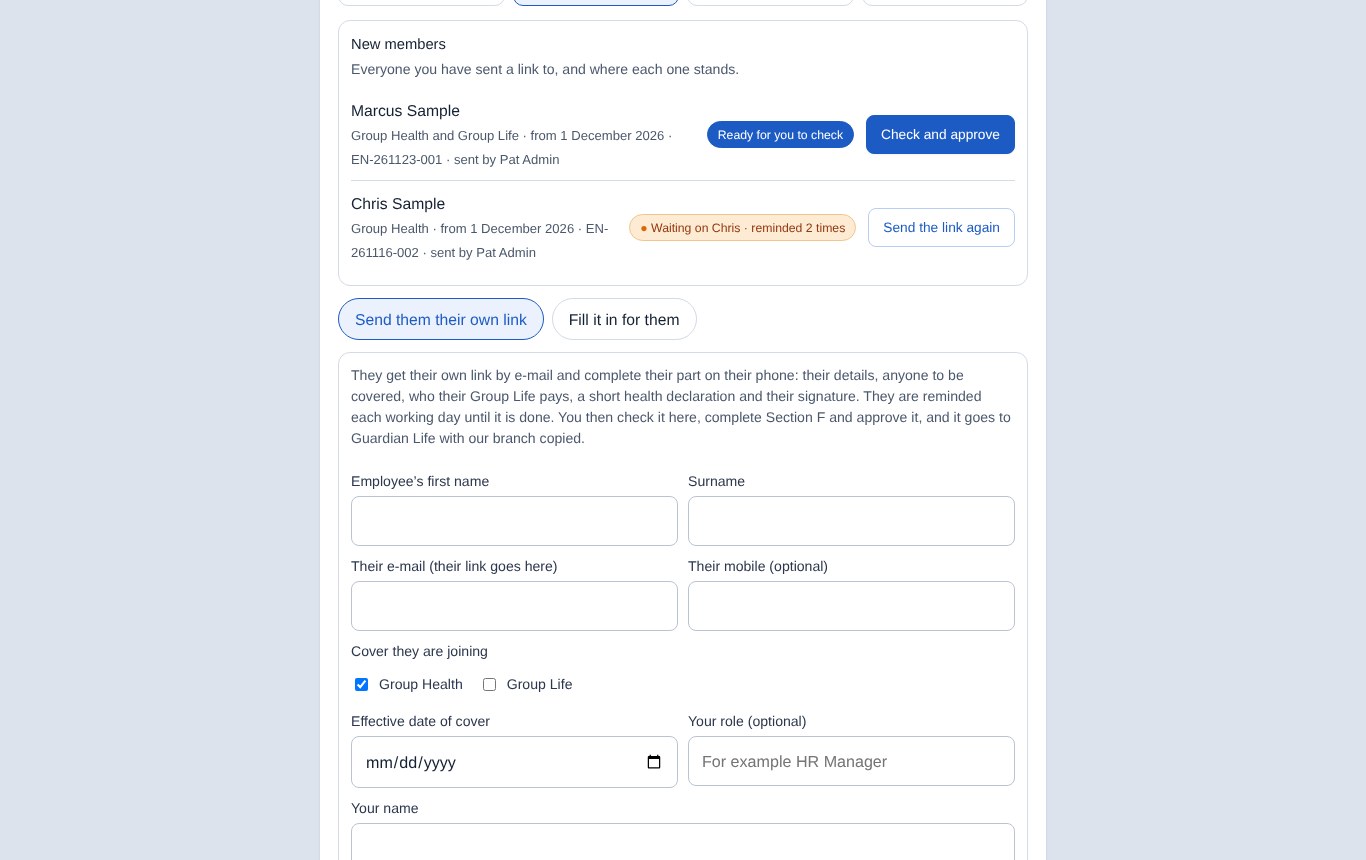 New members
Everyone you have sent a link to, and where each one stands.
Marcus Sample
Group Health and Group Life · from 1 December 2026 ·
EN-261123-001 · sent by Pat Admin
Ready for you to check
Check and approve
Chris Sample
Group Health · from 1 December 2026 · EN-
261116-002 · sent by Pat Admin
Waiting on Chris · reminded 2 times
Send the link again
Send them their own link
Fill it in for them
They get their own link by e-mail and complete their part on their phone: their details, anyone to be
covered, who their Group Life pays, a short health declaration and their signature. They are reminded
each working day until it is done. You then check it here, complete Section F and approve it, and it goes to
Guardian Life with our branch copied.
Employee’s first name
Surname
Their e-mail (their link goes here)
Their mobile (optional)
Cover they are joining
Group Health
Group Life
Effective date of cover
Your role (optional)
mm/dd/yyyy
For example HR Manager
Your name